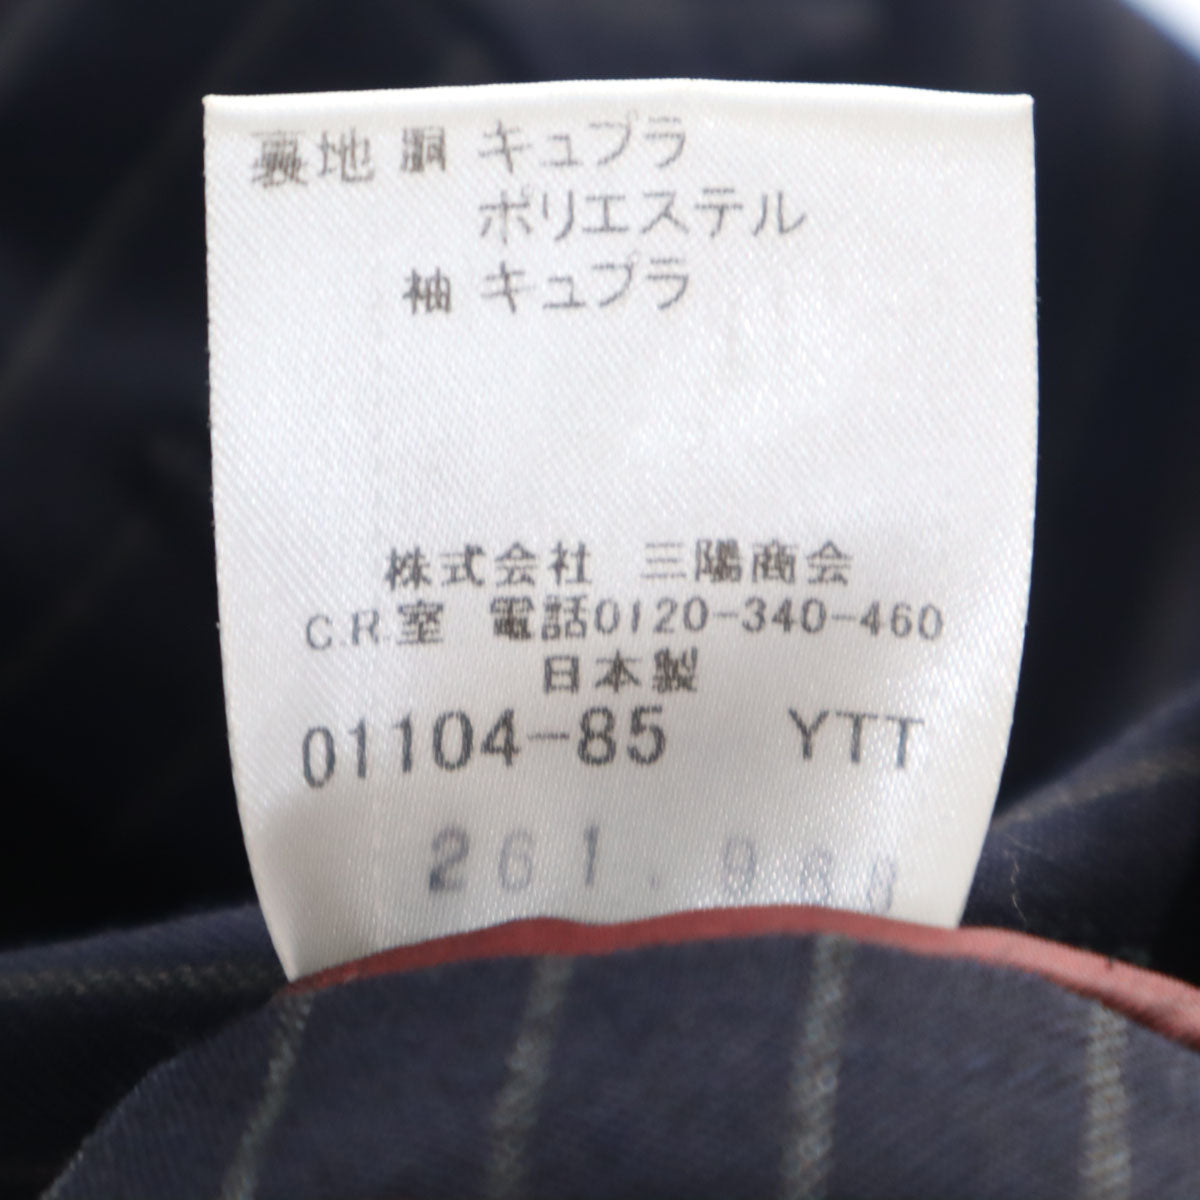 裏地 胴 キュプラ
ポリエステル
袖 キュプラ
株式会社 三陽商会
C.R.室 電話0120-340-460
日本製
01104-85 YTT
261.988